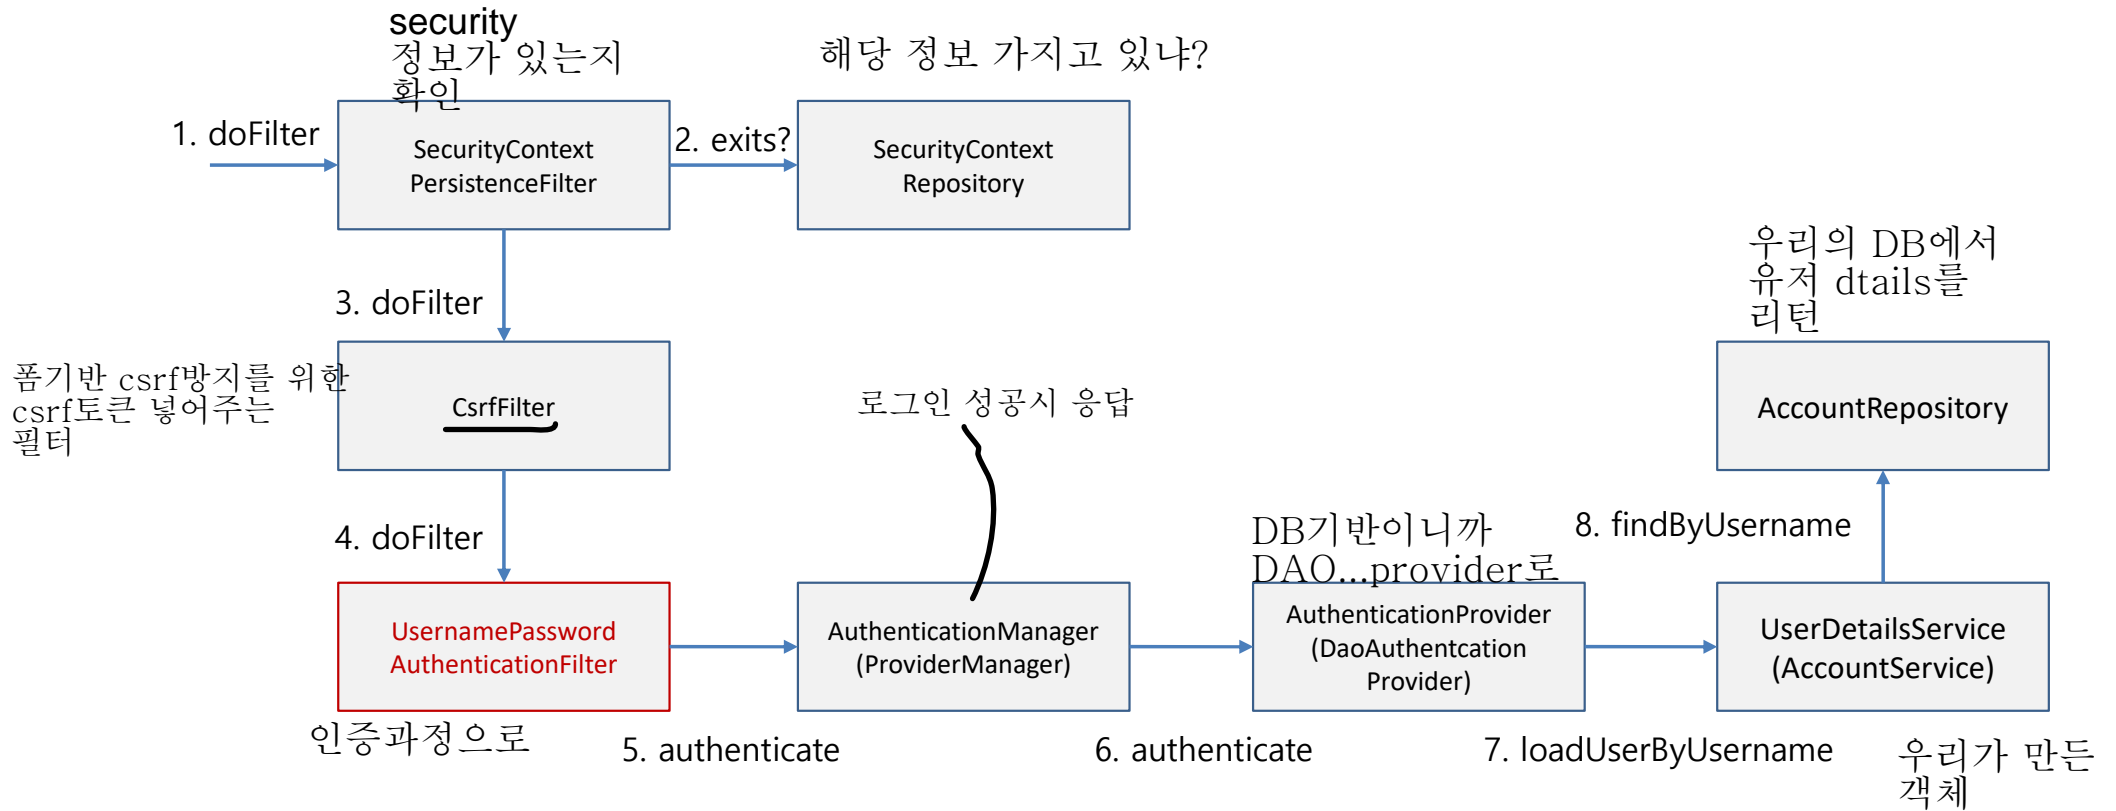 security
정보가 있는지
확인
해당 정보 가지고 있냐?
1. doFilter
SecurityContext
PersistenceFilter
2. exits?
SecurityContext
Repository
3. doFilter
우리의 DB에서
유저 dtails를
리턴
폼기반 csrf방지를 위한
csrf토큰 넣어주는
필터
CsrfFilter
로그인 성공시 응답
AccountRepository
4. doFilter
DB기반이니까
DAO...provider로
8. findByUsername
UsernamePassword
AuthenticationFilter
AuthenticationManager
(ProviderManager)
AuthenticationProvider
(DaoAuthentcation
Provider)
UserDetailsService
(AccountService)
인증과정으로
5. authenticate
6. authenticate
7. loadUserByUsername
우리가 만든
객체